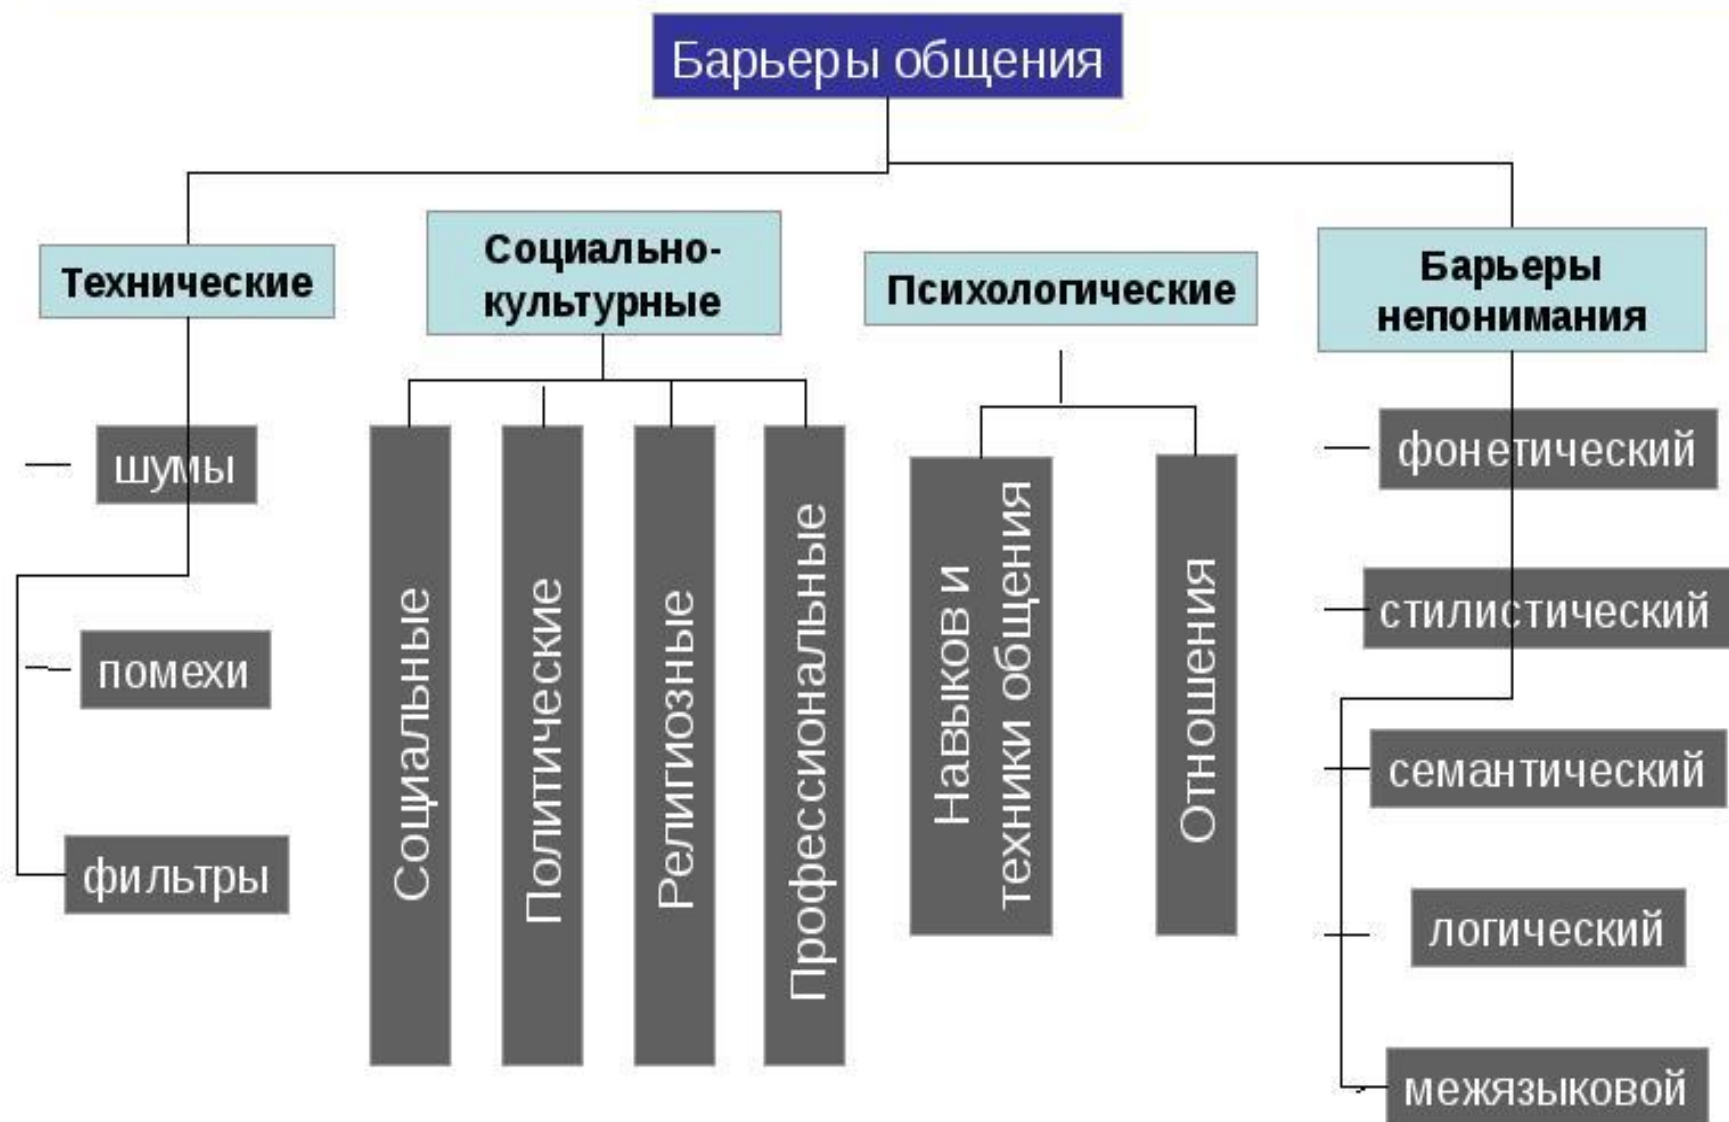 Барьеры общения
Технические
шумы
помехи
фильтры
Социально-
культурные
Социальные
Политические
Религиозные
Профессиональные
Психологические
Навыков и
техники общения
Отношения
Барьеры
непонимания
фонетический
стилистический
семантический
логический
межязыковой